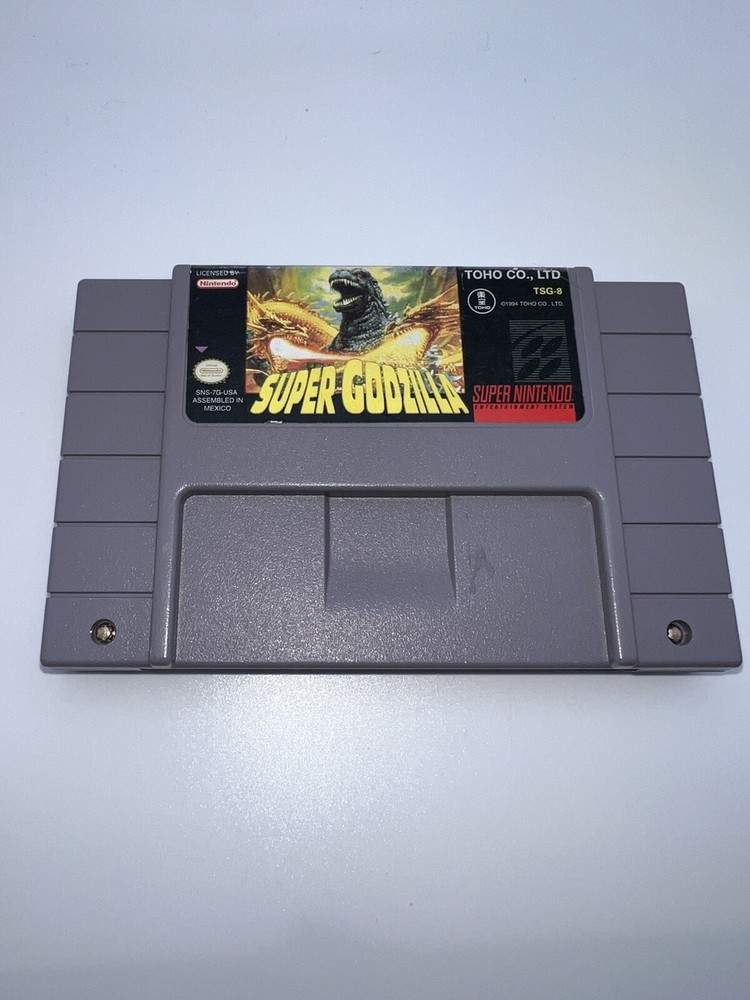 LICENSED BY
Nintendo
SNS-7G-USA
ASSEMBLED IN
MEXICO
SUPER GODZILLA
TOHO CO., LTD
TSG-8
TOHO
©1994 TOHO CO., LTD.
SUPER NINTENDO
ENTERTAINMENT SYSTEM